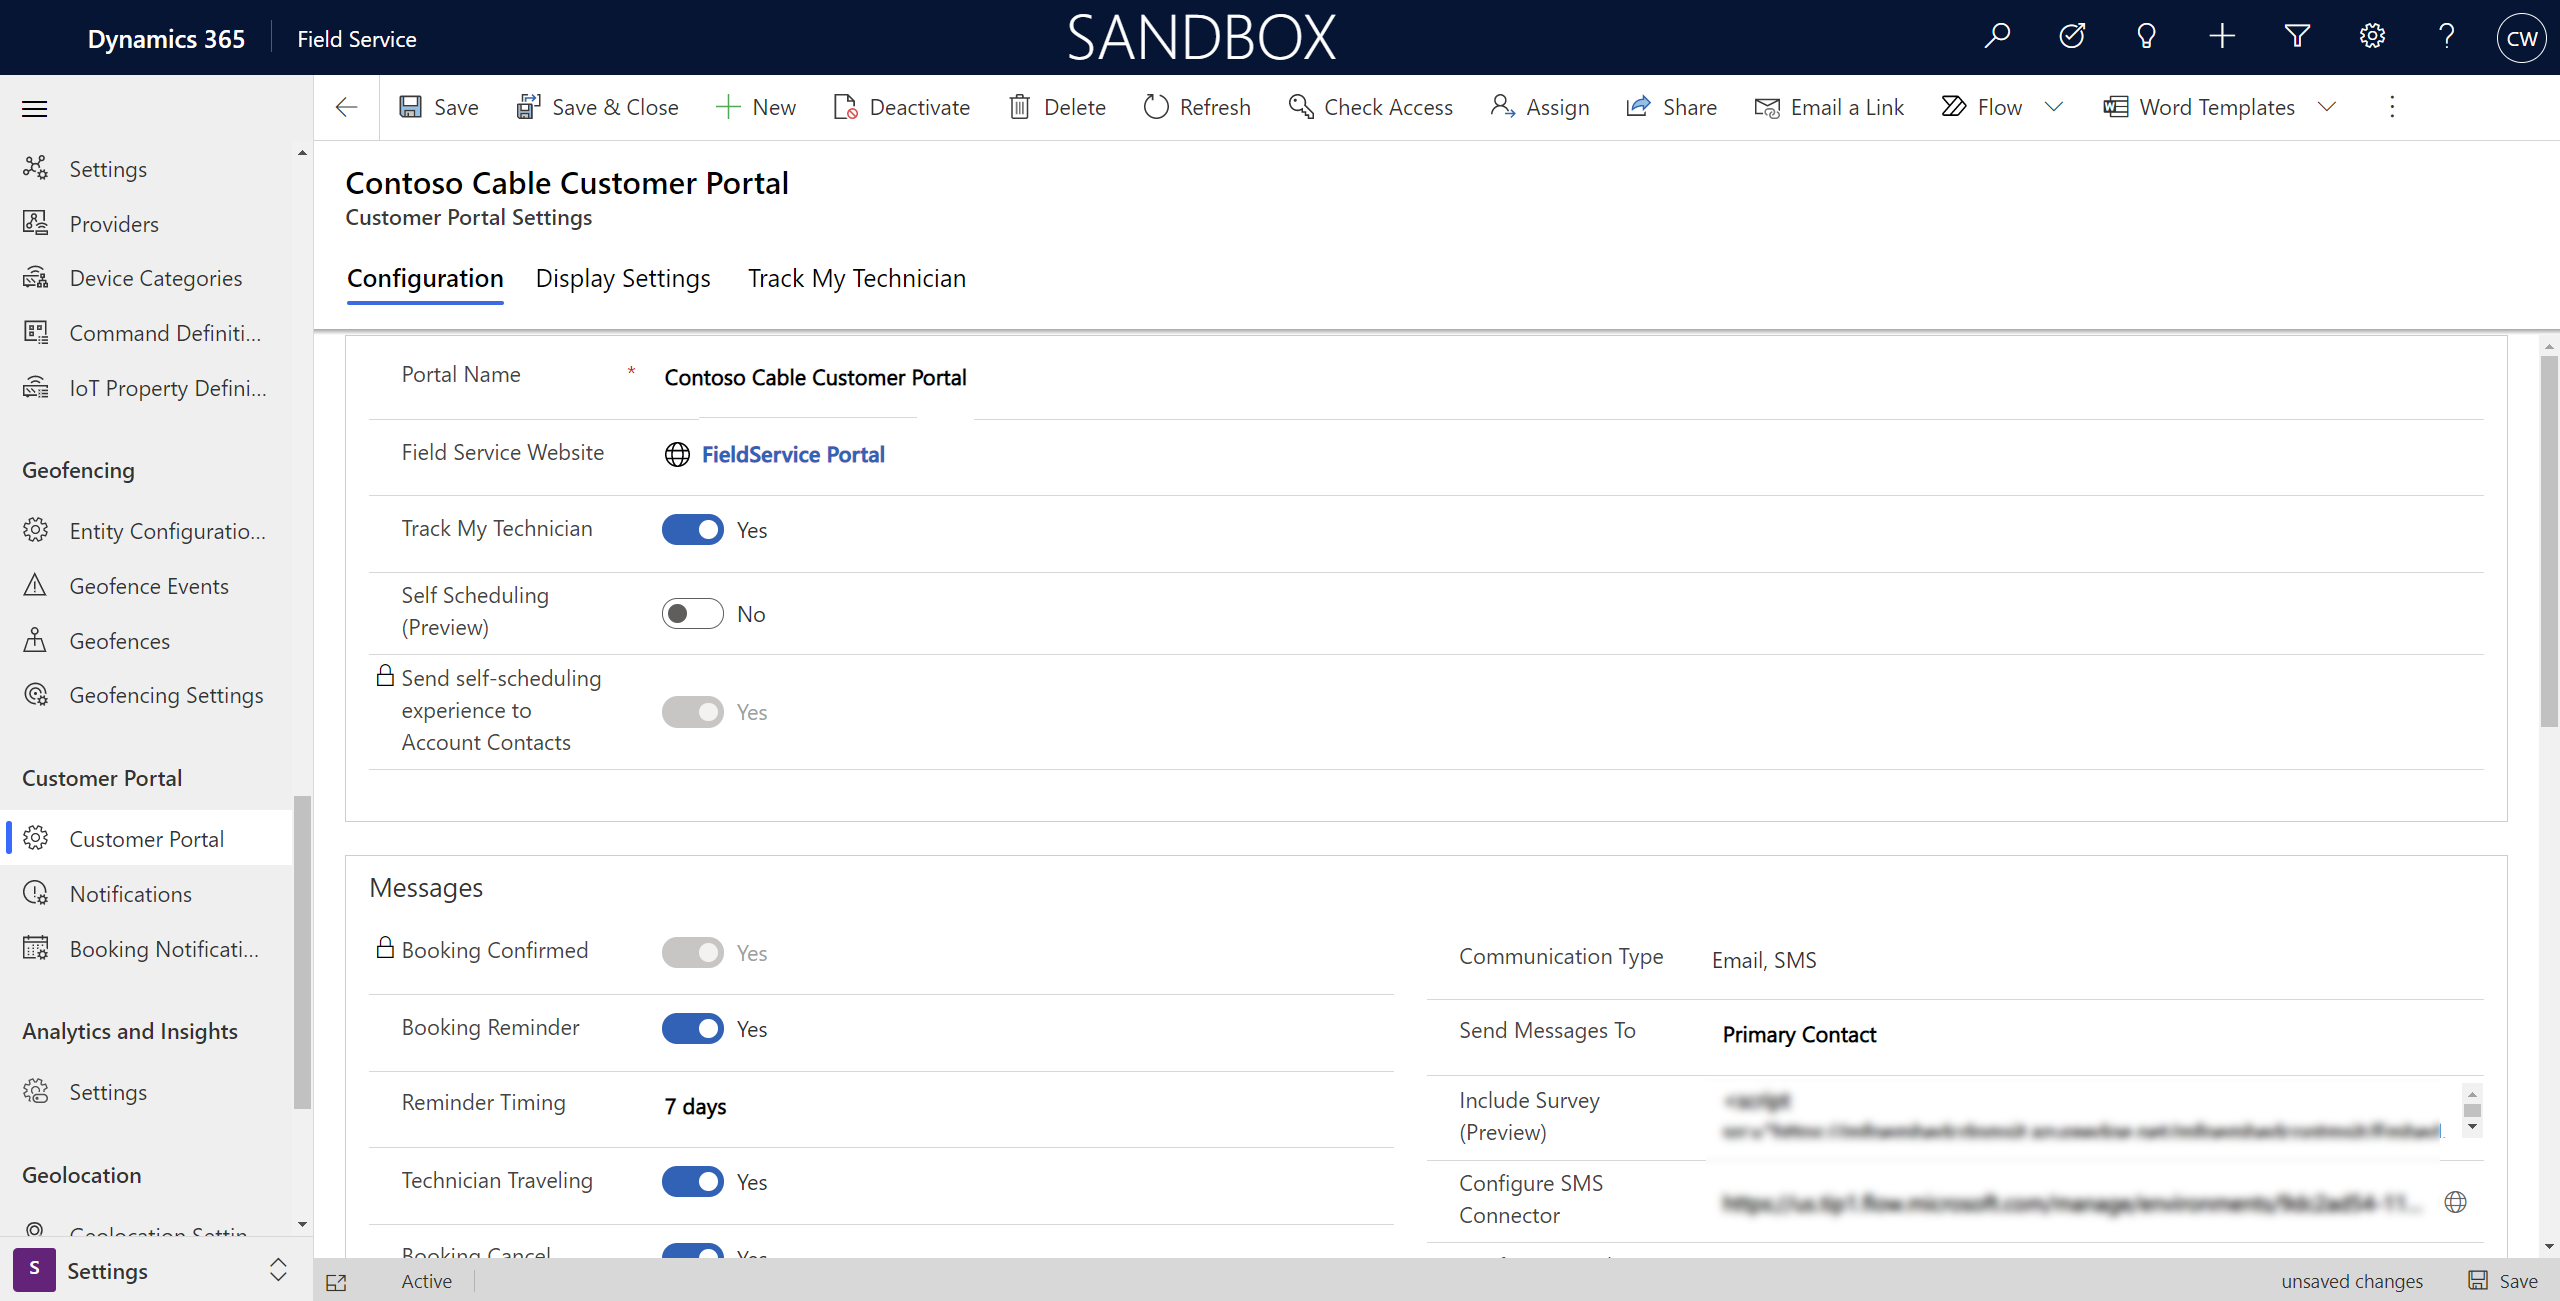 Dynamics 365
Field Service
SANDBOX
CW
Save
Save & Close
New
Deactivate
Delete
Refresh
Check Access
Assign
Share
Email a Link
Flow
Word Templates
Settings
Providers
Device Categories
Command Definiti...
IoT Property Defini...
Geofencing
Entity Configuratio...
Geofence Events
Geofences
Geofencing Settings
Customer Portal
Customer Portal
Notifications
Booking Notificati...
Analytics and Insights
Settings
Geolocation
Geolocation Settin
S
Settings
Contoso Cable Customer Portal
Customer Portal Settings
Configuration
Display Settings
Track My Technician
Portal Name *
Contoso Cable Customer Portal
Field Service Website
FieldService Portal
Track My Technician
Yes
Self Scheduling
(Preview)
No
Send self-scheduling
experience to
Account Contacts
Yes
Messages
Booking Confirmed
Yes
Booking Reminder
Yes
Reminder Timing
7 days
Technician Traveling
Yes
Booking Cancel
Yes
Communication Type
Email, SMS
Send Messages To
Primary Contact
Include Survey
(Preview)
<script
Configure SMS
Connector
Active
unsaved changes
Save